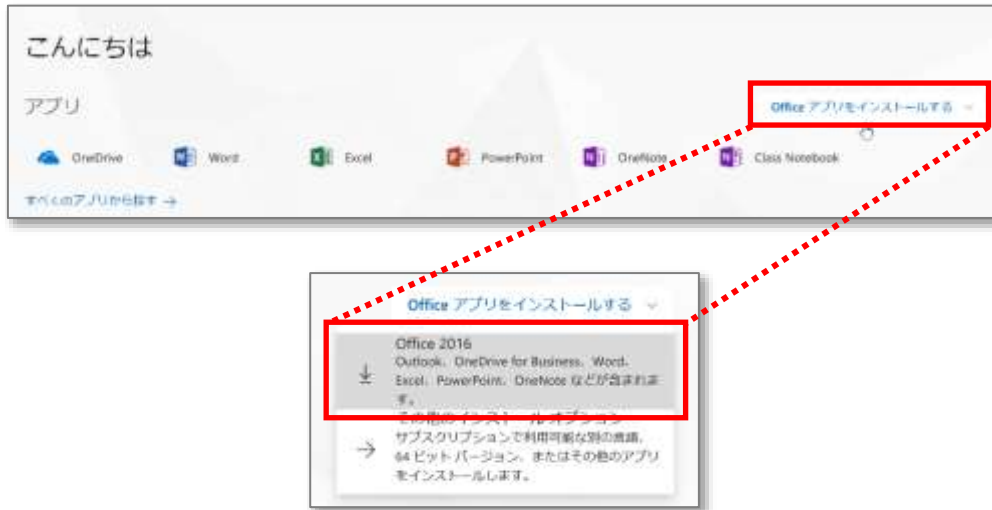 こんにちは
アプリ
Office アプリをインストールする
OneDrive
Word
Excel
PowerPoint
OneNote
Class Notebook
すべてのアプリから探す →
Office アプリをインストールする
Office 2016
Outlook、OneDrive for Business、Word、
Excel、PowerPoint、OneNote などが含まれま
す。
その他のインストール オプション
サブスクリプションで利用可能な別の言語、
64 ビット バージョン、またはその他のアプリ
をインストールします。